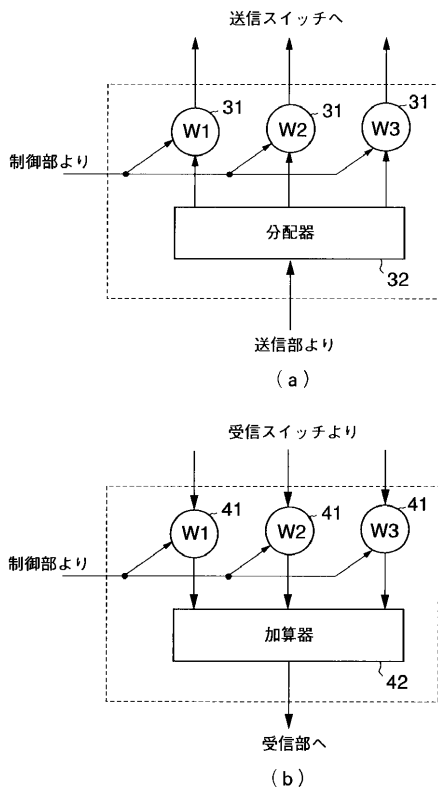 送信スイッチへ
31 31 31
W1 W2 W3
制御部より
分配器
32
送信部より
(a)
受信スイッチより
41 41 41
W1 W2 W3
制御部より
加算器
42
受信部へ
(b)